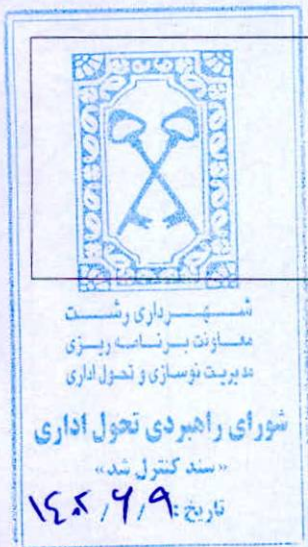 شهرداری رشت
معاونت برنامه ریزی
مدیریت نوسازی و تحول اداری
شورای راهبردی تحول اداری
«سند کنترل شد»
تاریخ: ۱۴۰۲/۶/۹